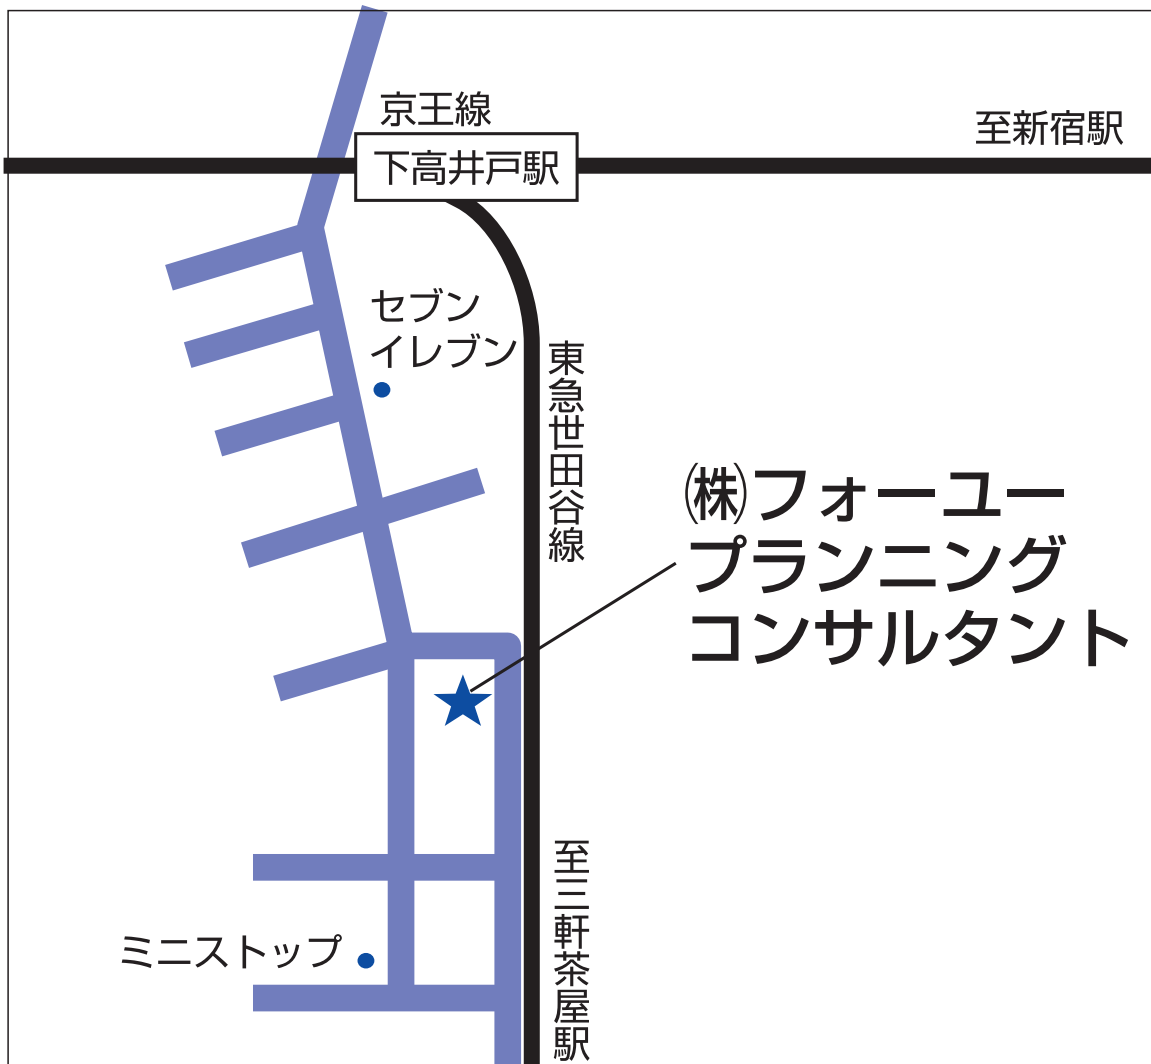 京王線
至新宿駅
下高井戸駅
セブン
イレブン
東急世田谷線
㈱フォーユー
プランニング
コンサルタント
至三軒茶屋駅
ミニストップ